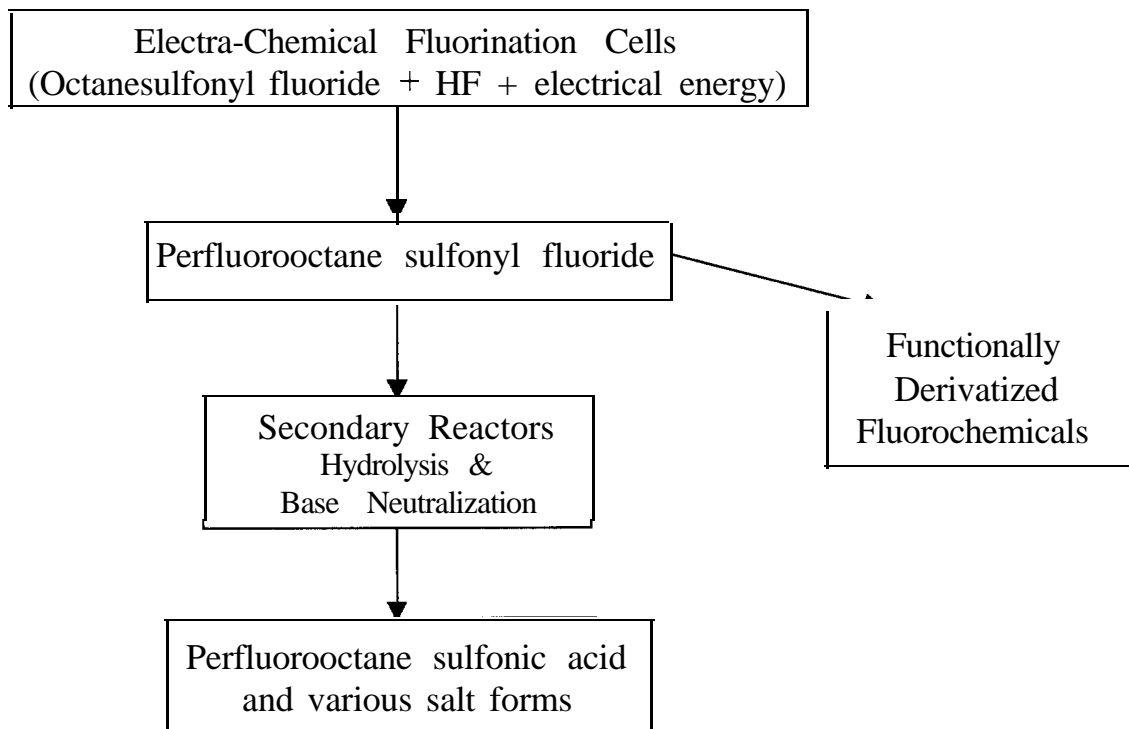 Electra-Chemical Fluorination Cells
(Octanesulfonyl fluoride + HF + electrical energy)
Perfluorooctane sulfonyl fluoride
Functionally
Derivatized
Fluorochemicals
Secondary Reactors
Hydrolysis &
Base Neutralization
Perfluorooctane sulfonic acid
and various salt forms